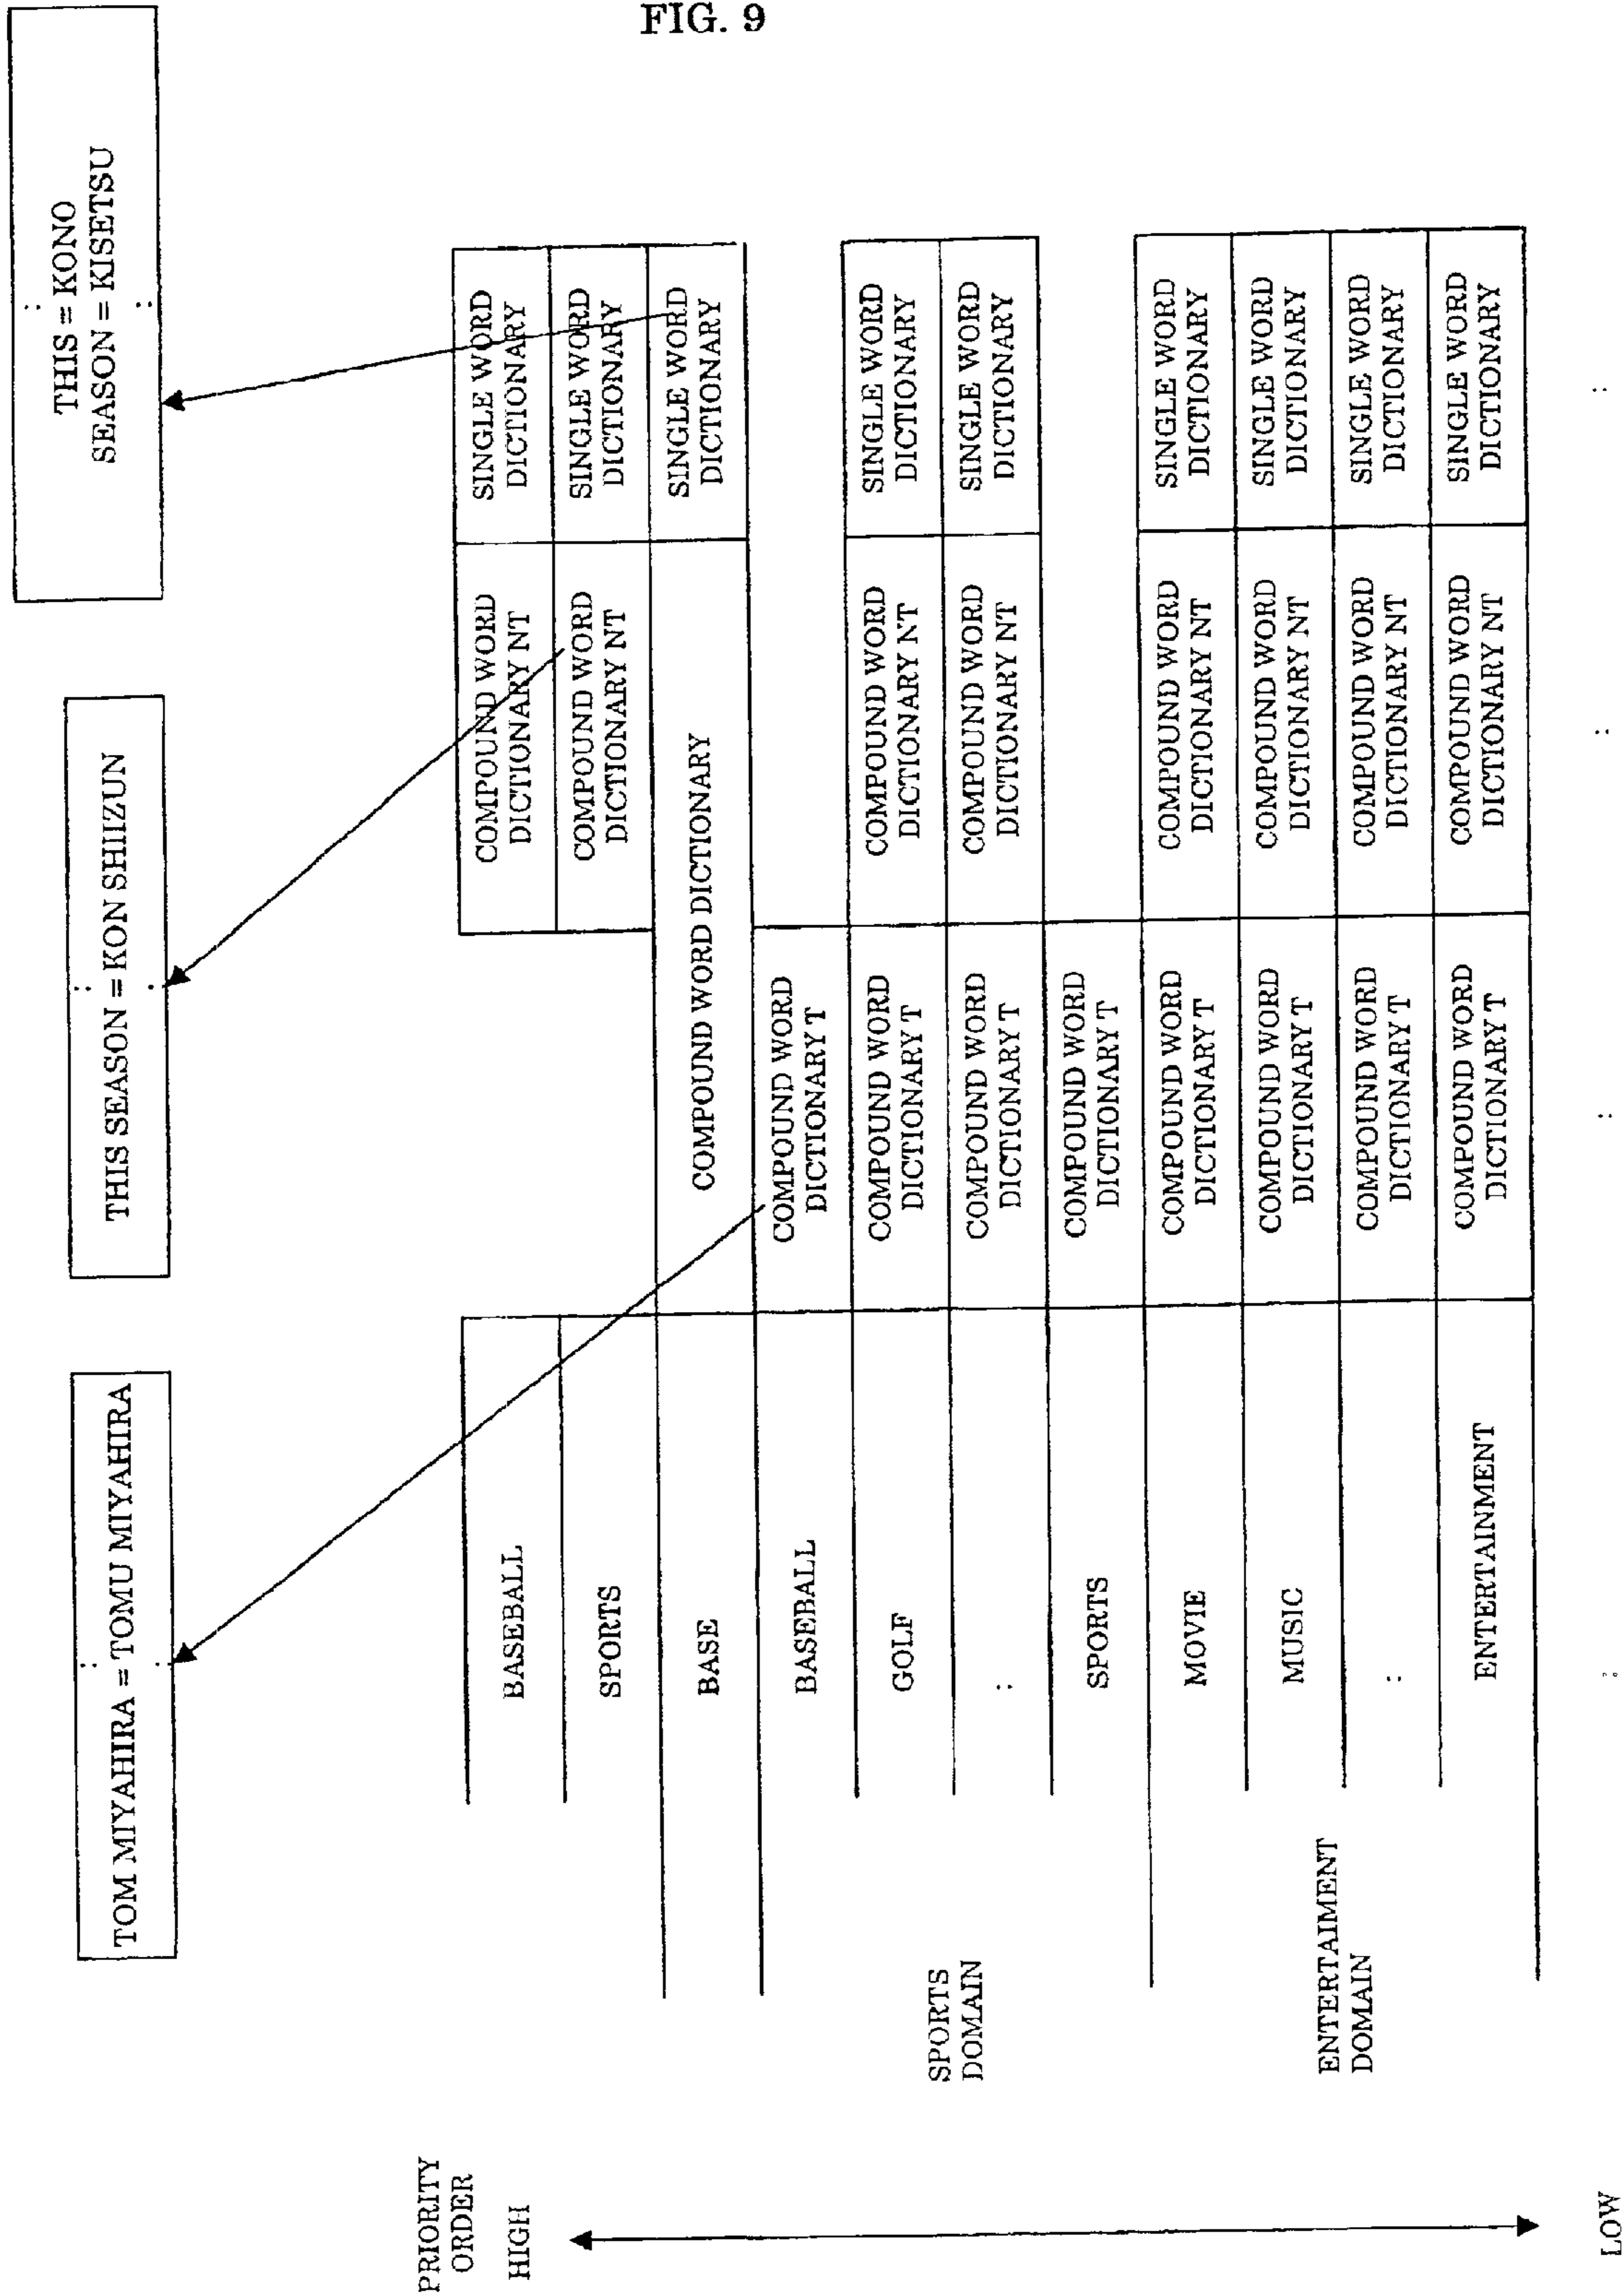 FIG. 9
TOM MIYAHIRA = TOMU MIYAHIRA
THIS SEASON = KON SHIIZUN
THIS = KONO
SEASON = KISETSU
PRIORITY
ORDER
HIGH
LOW
BASEBALL
COMPOUND WORD
DICTIONARY NT
SINGLE WORD
DICTIONARY
SPORTS
COMPOUND WORD
DICTIONARY NT
SINGLE WORD
DICTIONARY
BASE
COMPOUND WORD DICTIONARY
SINGLE WORD
DICTIONARY
SPORTS
DOMAIN
BASEBALL
COMPOUND WORD
DICTIONARY T
GOLF
COMPOUND WORD
DICTIONARY T
COMPOUND WORD
DICTIONARY NT
SINGLE WORD
DICTIONARY
:
COMPOUND WORD
DICTIONARY T
COMPOUND WORD
DICTIONARY NT
SINGLE WORD
DICTIONARY
SPORTS
COMPOUND WORD
DICTIONARY T
ENTERTAIMENT
DOMAIN
MOVIE
COMPOUND WORD
DICTIONARY T
COMPOUND WORD
DICTIONARY NT
SINGLE WORD
DICTIONARY
MUSIC
COMPOUND WORD
DICTIONARY T
COMPOUND WORD
DICTIONARY NT
SINGLE WORD
DICTIONARY
:
COMPOUND WORD
DICTIONARY T
COMPOUND WORD
DICTIONARY NT
SINGLE WORD
DICTIONARY
ENTERTAINMENT
COMPOUND WORD
DICTIONARY T
COMPOUND WORD
DICTIONARY NT
SINGLE WORD
DICTIONARY
: : : :